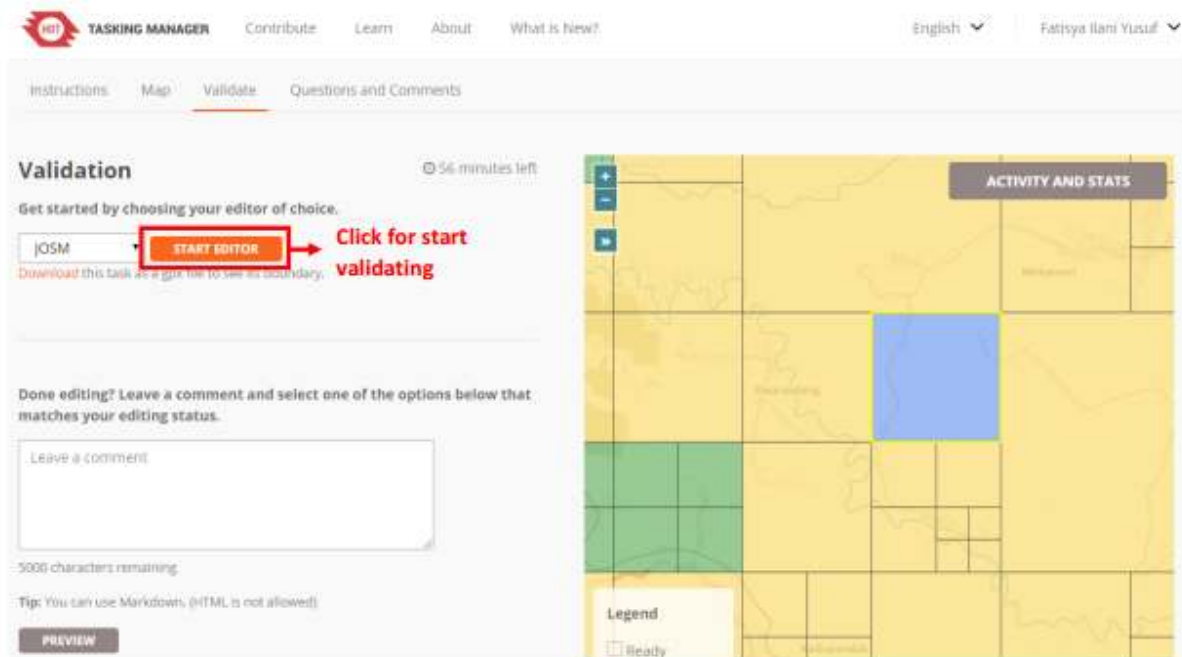 HOT TASKING MANAGER Contribute Learn About What is New? English Fatisya Ilani Yusuf
Instructions Map Validate Questions and Comments
Validation 56 minutes left
ACTIVITY AND STATS
Get started by choosing your editor of choice.
JOSM START EDITOR
Click for start
validating
Download this task as a gpx file to see its boundary.
Done editing? Leave a comment and select one of the options below that
matches your editing status.
Leave a comment
5000 characters remaining
Tip: You can use Markdown. (HTML is not allowed)
PREVIEW
+
-
»
Legend
Ready